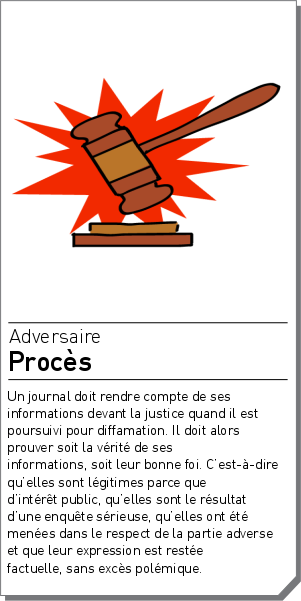 Adversaire
Procès
Un journal doit rendre compte de ses
informations devant la justice quand il est
poursuivi pour diffamation. Il doit alors
prouver soit la vérité de ses
informations, soit leur bonne foi. C'est-à-dire
qu'elles sont légitimes parce que
d'intérêt public, qu'elles sont le résultat
d'une enquête sérieuse, qu'elles ont été
menées dans le respect de la partie adverse
et que leur expression est restée
factuelle, sans excès polémique.